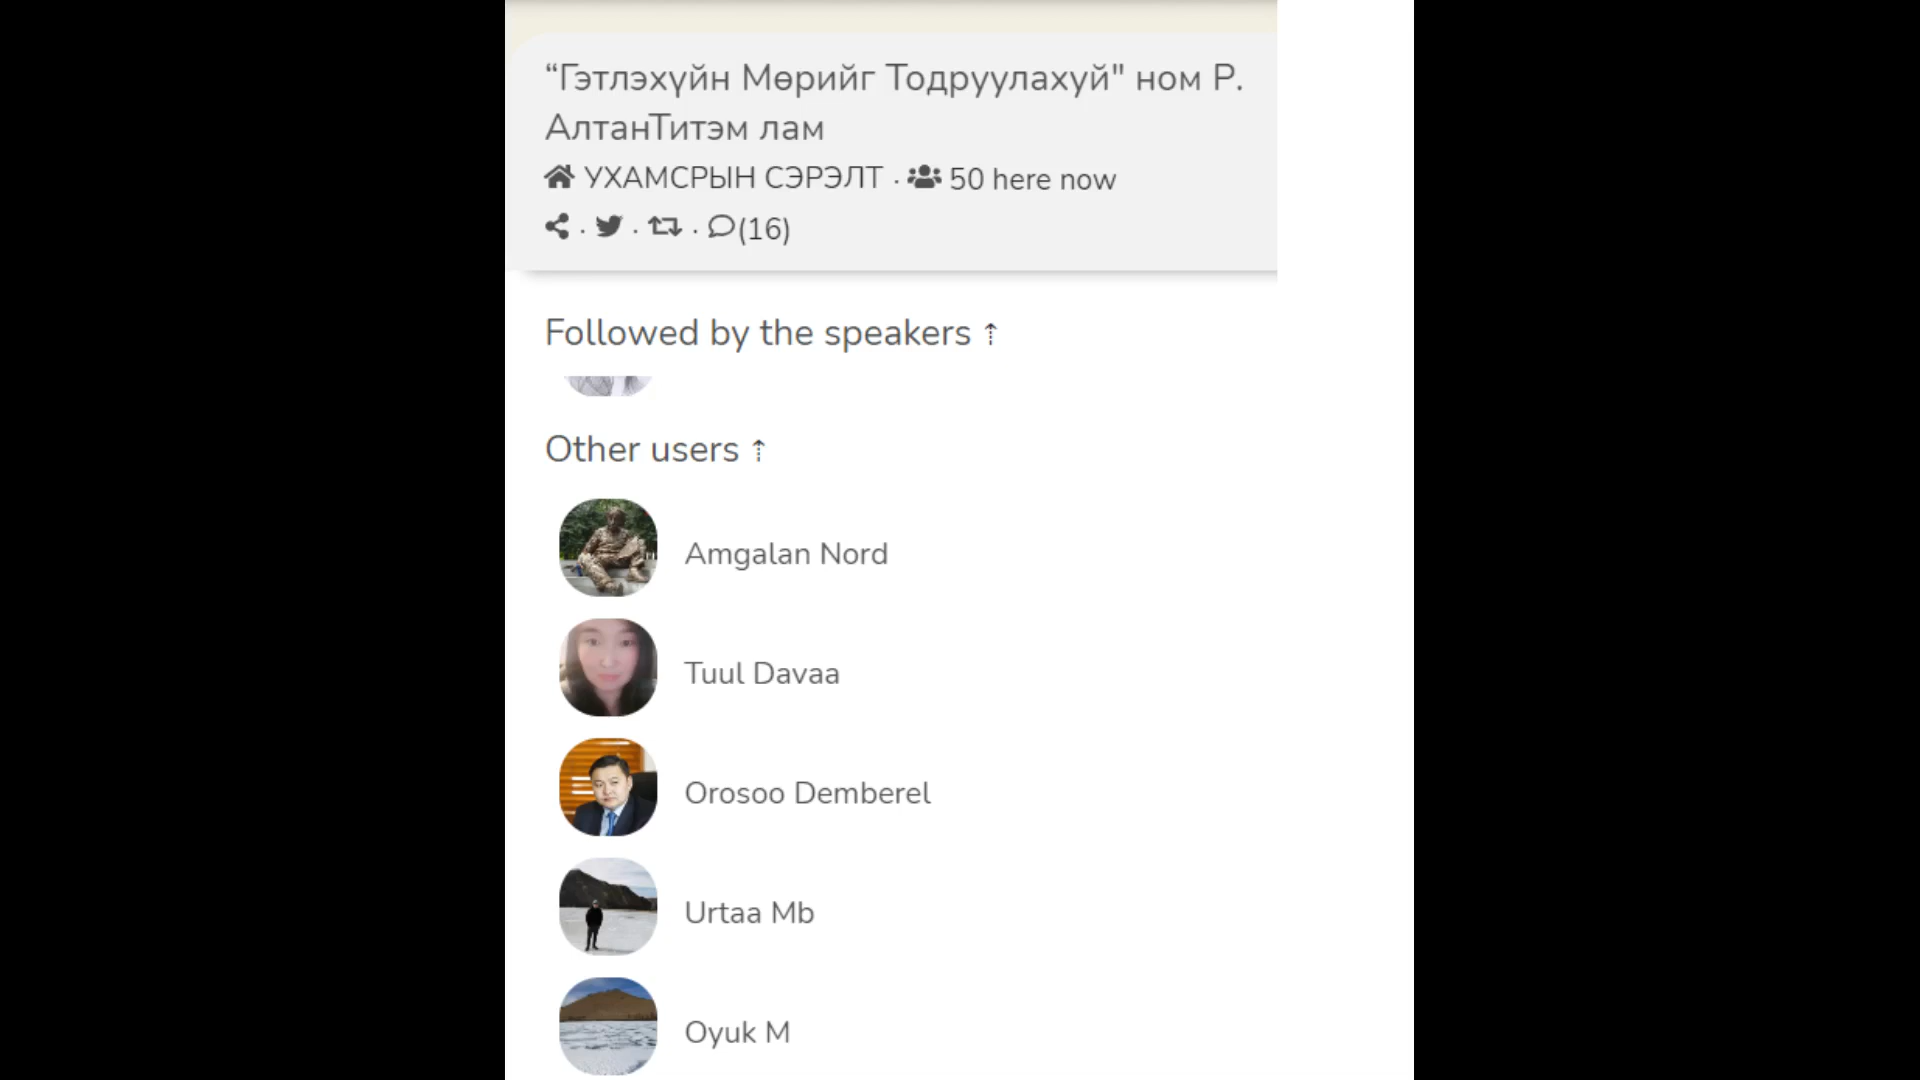 “Гэтлэхүйн Мөрийг Тодруулахуй" ном Р.
АлтанТитэм лам
УХАМСРЫН СЭРЭЛТ · 50 here now
· · · (16)
Followed by the speakers ⇡
Other users ⇡
Amgalan Nord
Tuul Davaa
Orosoo Demberel
Urtaa Mb
Oyuk M